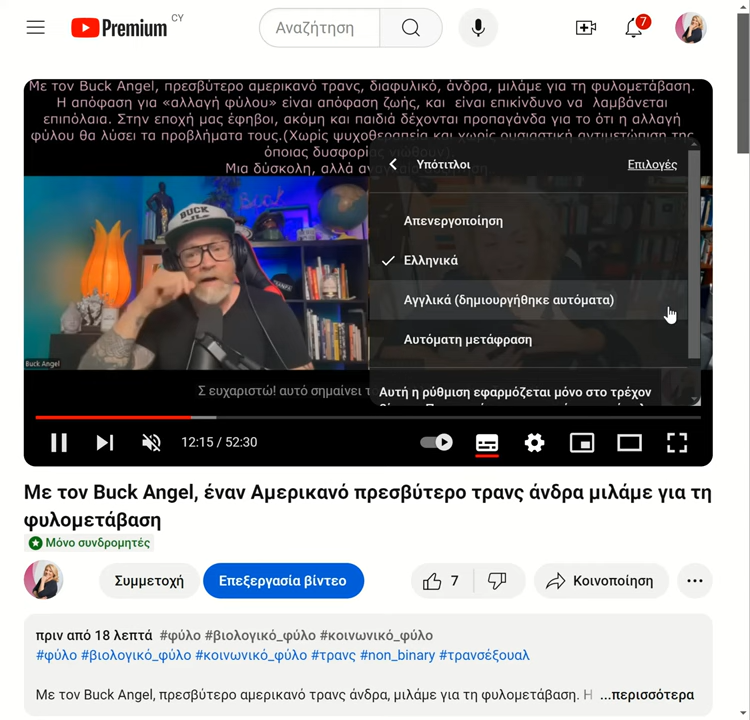 Premium CY
Αναζήτηση
7
Με τον Buck Angel, πρεσβύτερο αμερικανό τρανς, διαφυλικό, άνδρα, μιλάμε για τη φυλομετάβαση.
Η απόφαση για «αλλαγή φύλου» είναι απόφαση ζωής, και είναι επικίνδυνο να λαμβάνεται
επιπόλαια. Στην εποχή μας έφηβοι, ακόμη και παιδιά δέχονται προπαγάνδα για το ότι η αλλαγή
φύλου θα λύσει τα προβλήματα τους.(Χωρίς ψυχοθεραπεία και χωρίς ουσιαστική αντιμετώπιση της
όποιας δυσφορίας νιώθουν)
Μια δύσκολη, αλλά
Υπότιτλοι
Επιλογές
Απενεργοποίηση
Ελληνικά
Αγγλικά (δημιουργήθηκε αυτόματα)
Αυτόματη μετάφραση
Αυτή η ρύθμιση εφαρμόζεται μόνο στο τρέχον
BUCK
Buck
Buck Angel
Σ ευχαριστώ! αυτό σημαίνει
12:15 / 52:30
Με τον Buck Angel, έναν Αμερικανό πρεσβύτερο τρανς άνδρα μιλάμε για τη
φυλομετάβαση
Μόνο συνδρομητές
Συμμετοχή
Επεξεργασία βίντεο
7
Κοινοποίηση
πριν από 18 λεπτά #φύλο #βιολογικό_φύλο #κοινωνικό_φύλο
#φύλο #βιολογικό_φύλο #κοινωνικό_φύλο #τρανς #non_binary #τρανσέξουαλ
Με τον Buck Angel, πρεσβύτερο αμερικανό τρανς άνδρα, μιλάμε για τη φυλομετάβαση. Η ...περισσότερα